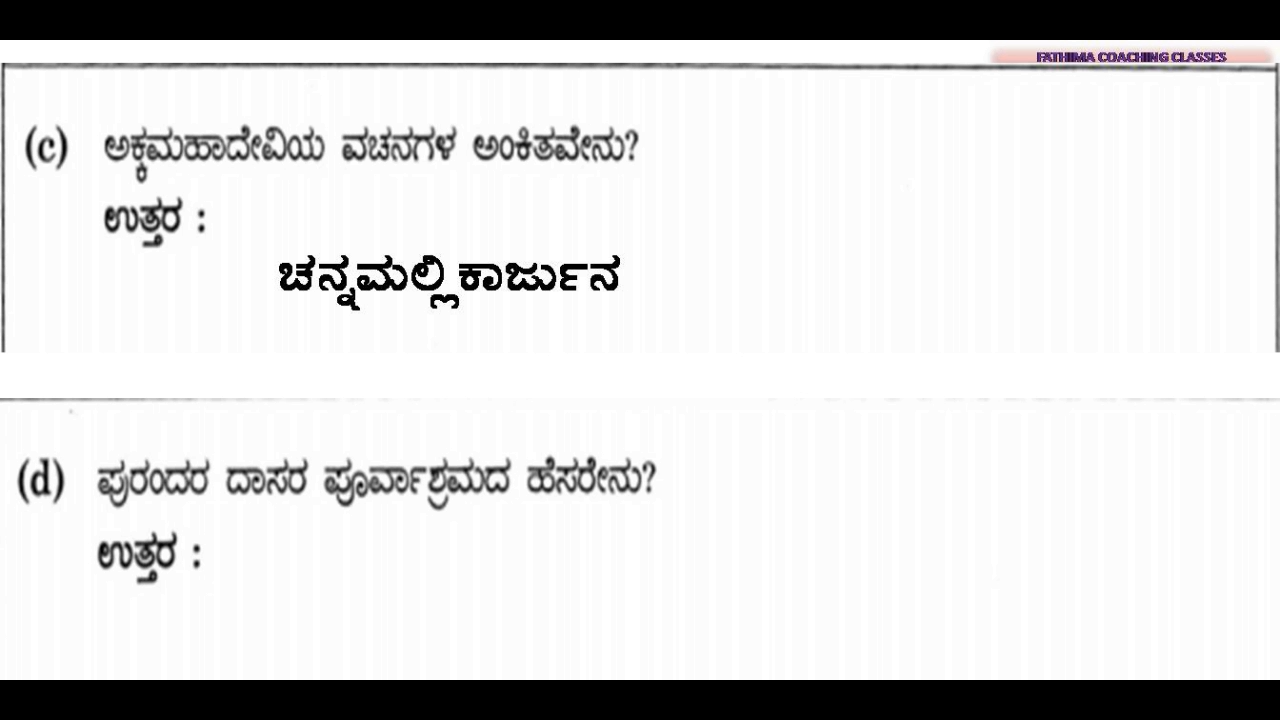 FATHIMA COACHING CLASSES
(c) ಅಕ್ಕಮಹಾದೇವಿಯ ವಚನಗಳ ಅಂಕಿತವೇನು?
ಉತ್ತರ :
ಚನ್ನಮಲ್ಲಿಕಾರ್ಜುನ
(d) ಪುರಂದರ ದಾಸರ ಪೂರ್ವಾಶ್ರಮದ ಹೆಸರೇನು?
ಉತ್ತರ :